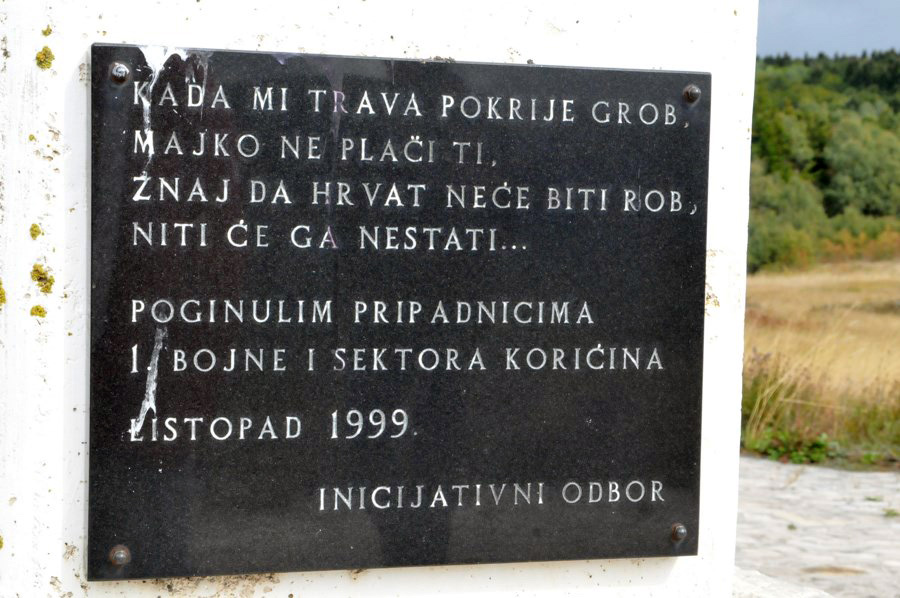 KADA MI TRAVA POKRIJE GROB,
MAJKO NE PLAČI TI,
ZNAJ DA HRVAT NEĆE BITI ROB,
NITI ĆE GA NESTATI...
POGINULIM PRIPADNICIMA
1. BOJNE I SEKTORA KORIĆINA
LISTOPAD 1999.
INICIJATIVNI ODBOR